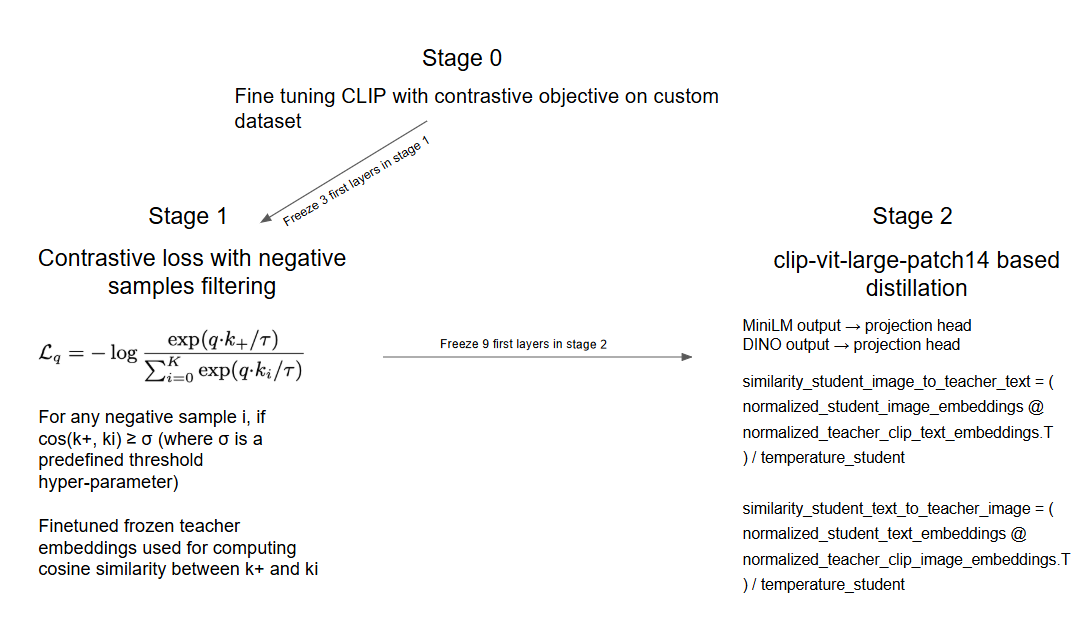 Stage 0
Fine tuning CLIP with contrastive objective on custom
dataset
Freeze 3 first layers in stage 1
Stage 1
Contrastive loss with negative
samples filtering
$\mathcal{L}_q = -\log \frac{\exp(q \cdot k_+ / \tau)}{\sum_{i=0}^{K} \exp(q \cdot k_i / \tau)}$
For any negative sample i, if
cos(k+, ki) ≥ σ (where σ is a
predefined threshold
hyper-parameter)
Finetuned frozen teacher
embeddings used for computing
cosine similarity between k+ and ki
Freeze 9 first layers in stage 2
Stage 2
clip-vit-large-patch14 based
distillation
MiniLM output → projection head
DINO output → projection head
similarity_student_image_to_teacher_text = (
normalized_student_image_embeddings @
normalized_teacher_clip_text_embeddings.T
) / temperature_student
similarity_student_text_to_teacher_image = (
normalized_student_text_embeddings @
normalized_teacher_clip_image_embeddings.T
) / temperature_student